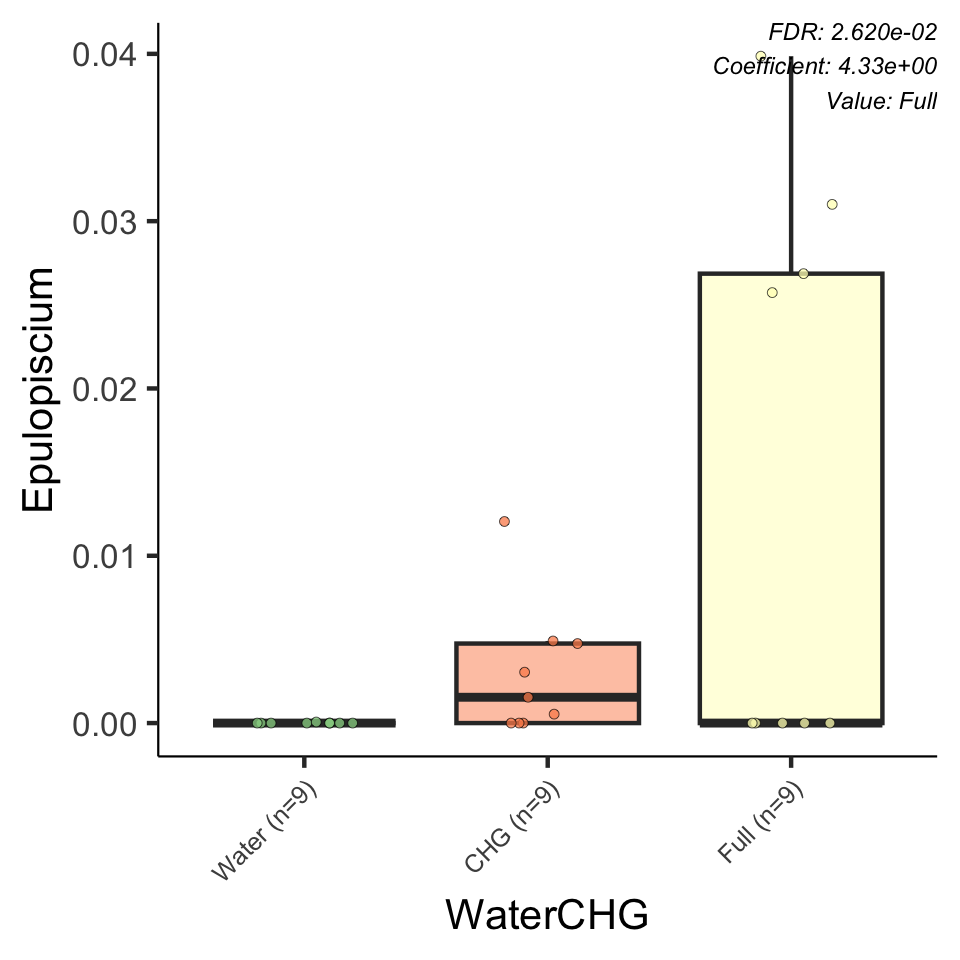 FDR: 2.620e-02
Coefficient: 4.33e+00
Value: Full
0.04
0.03
0.02
0.01
0.00
Epulopiscium
Water (n=9)
CHG (n=9)
Full (n=9)
WaterCHG